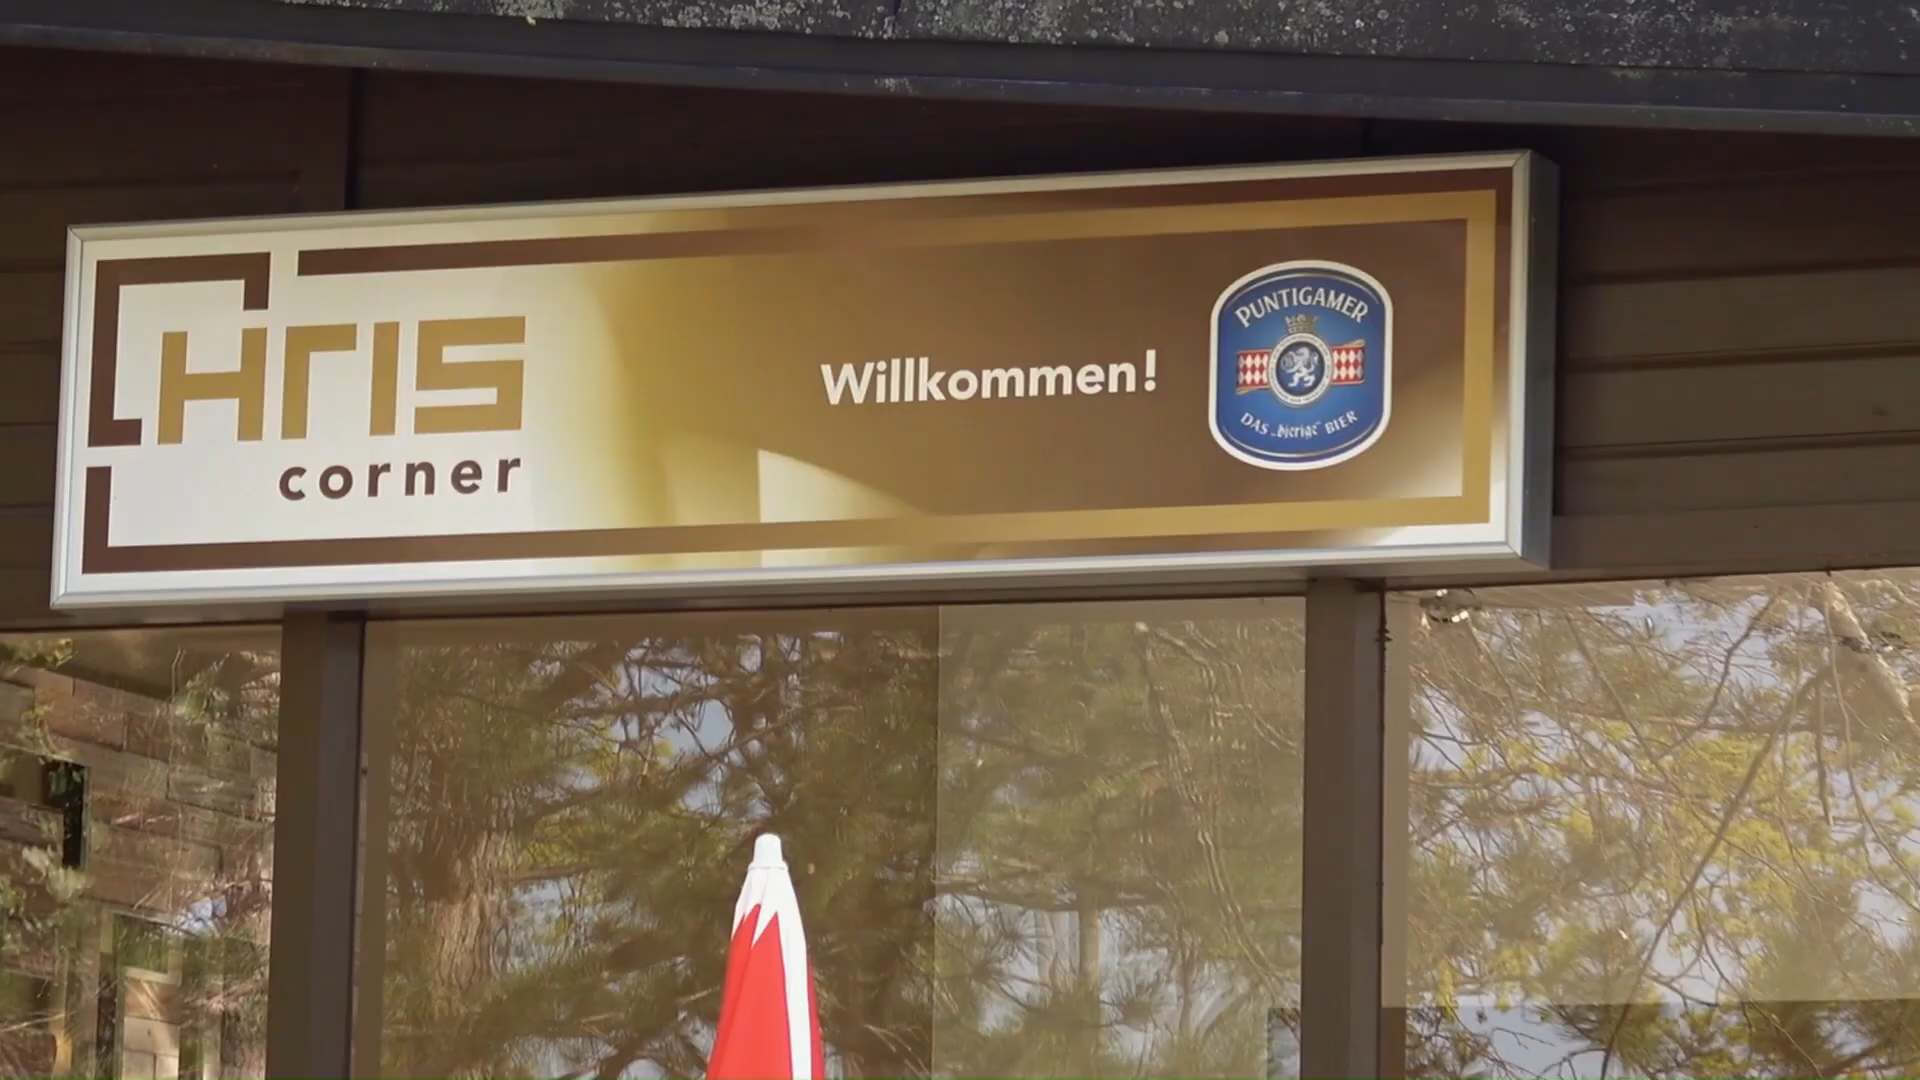 CHRIS
corner
Willkommen!
PUNTIGAMER
DAS „bierige“ BIER